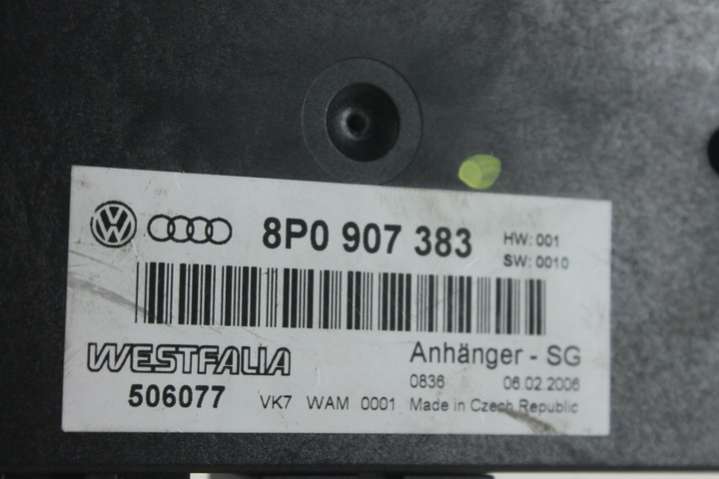 8P0 907 383 HW: 001
SW: 0010
WESTFALIA Anhänger - SG
506077 VK7 WAM 0001 0836 06.02.2006
Made in Czech Republic